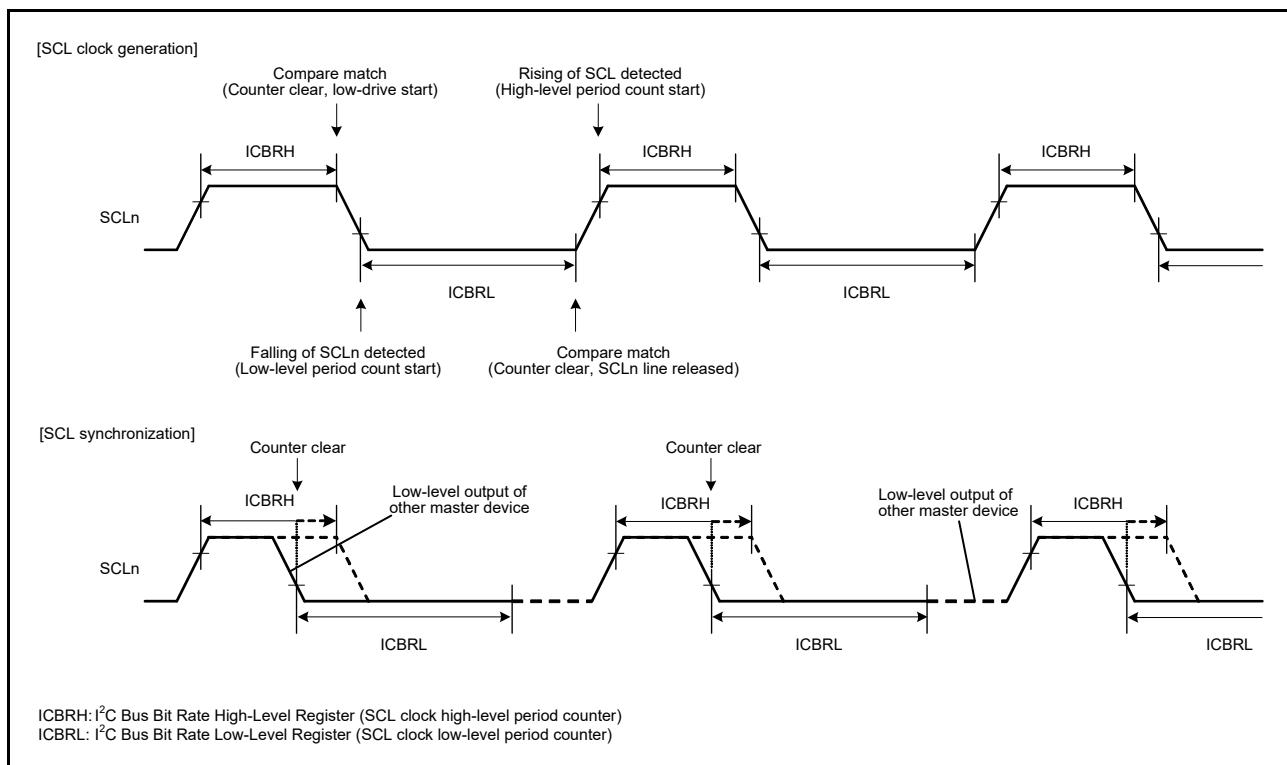 [SCL clock generation]
Compare match
(Counter clear, low-drive start)
Rising of SCL detected
(High-level period count start)
ICBRH
ICBRH
ICBRH
SCLn
ICBRL
ICBRL
Falling of SCLn detected
(Low-level period count start)
Compare match
(Counter clear, SCLn line released)
[SCL synchronization]
Counter clear
Counter clear
ICBRH
Low-level output of
other master device
ICBRH
Low-level output of
other master device
ICBRH
SCLn
ICBRL
ICBRL
ICBRL
ICBRH: I²C Bus Bit Rate High-Level Register (SCL clock high-level period counter)
ICBRL: I²C Bus Bit Rate Low-Level Register (SCL clock low-level period counter)